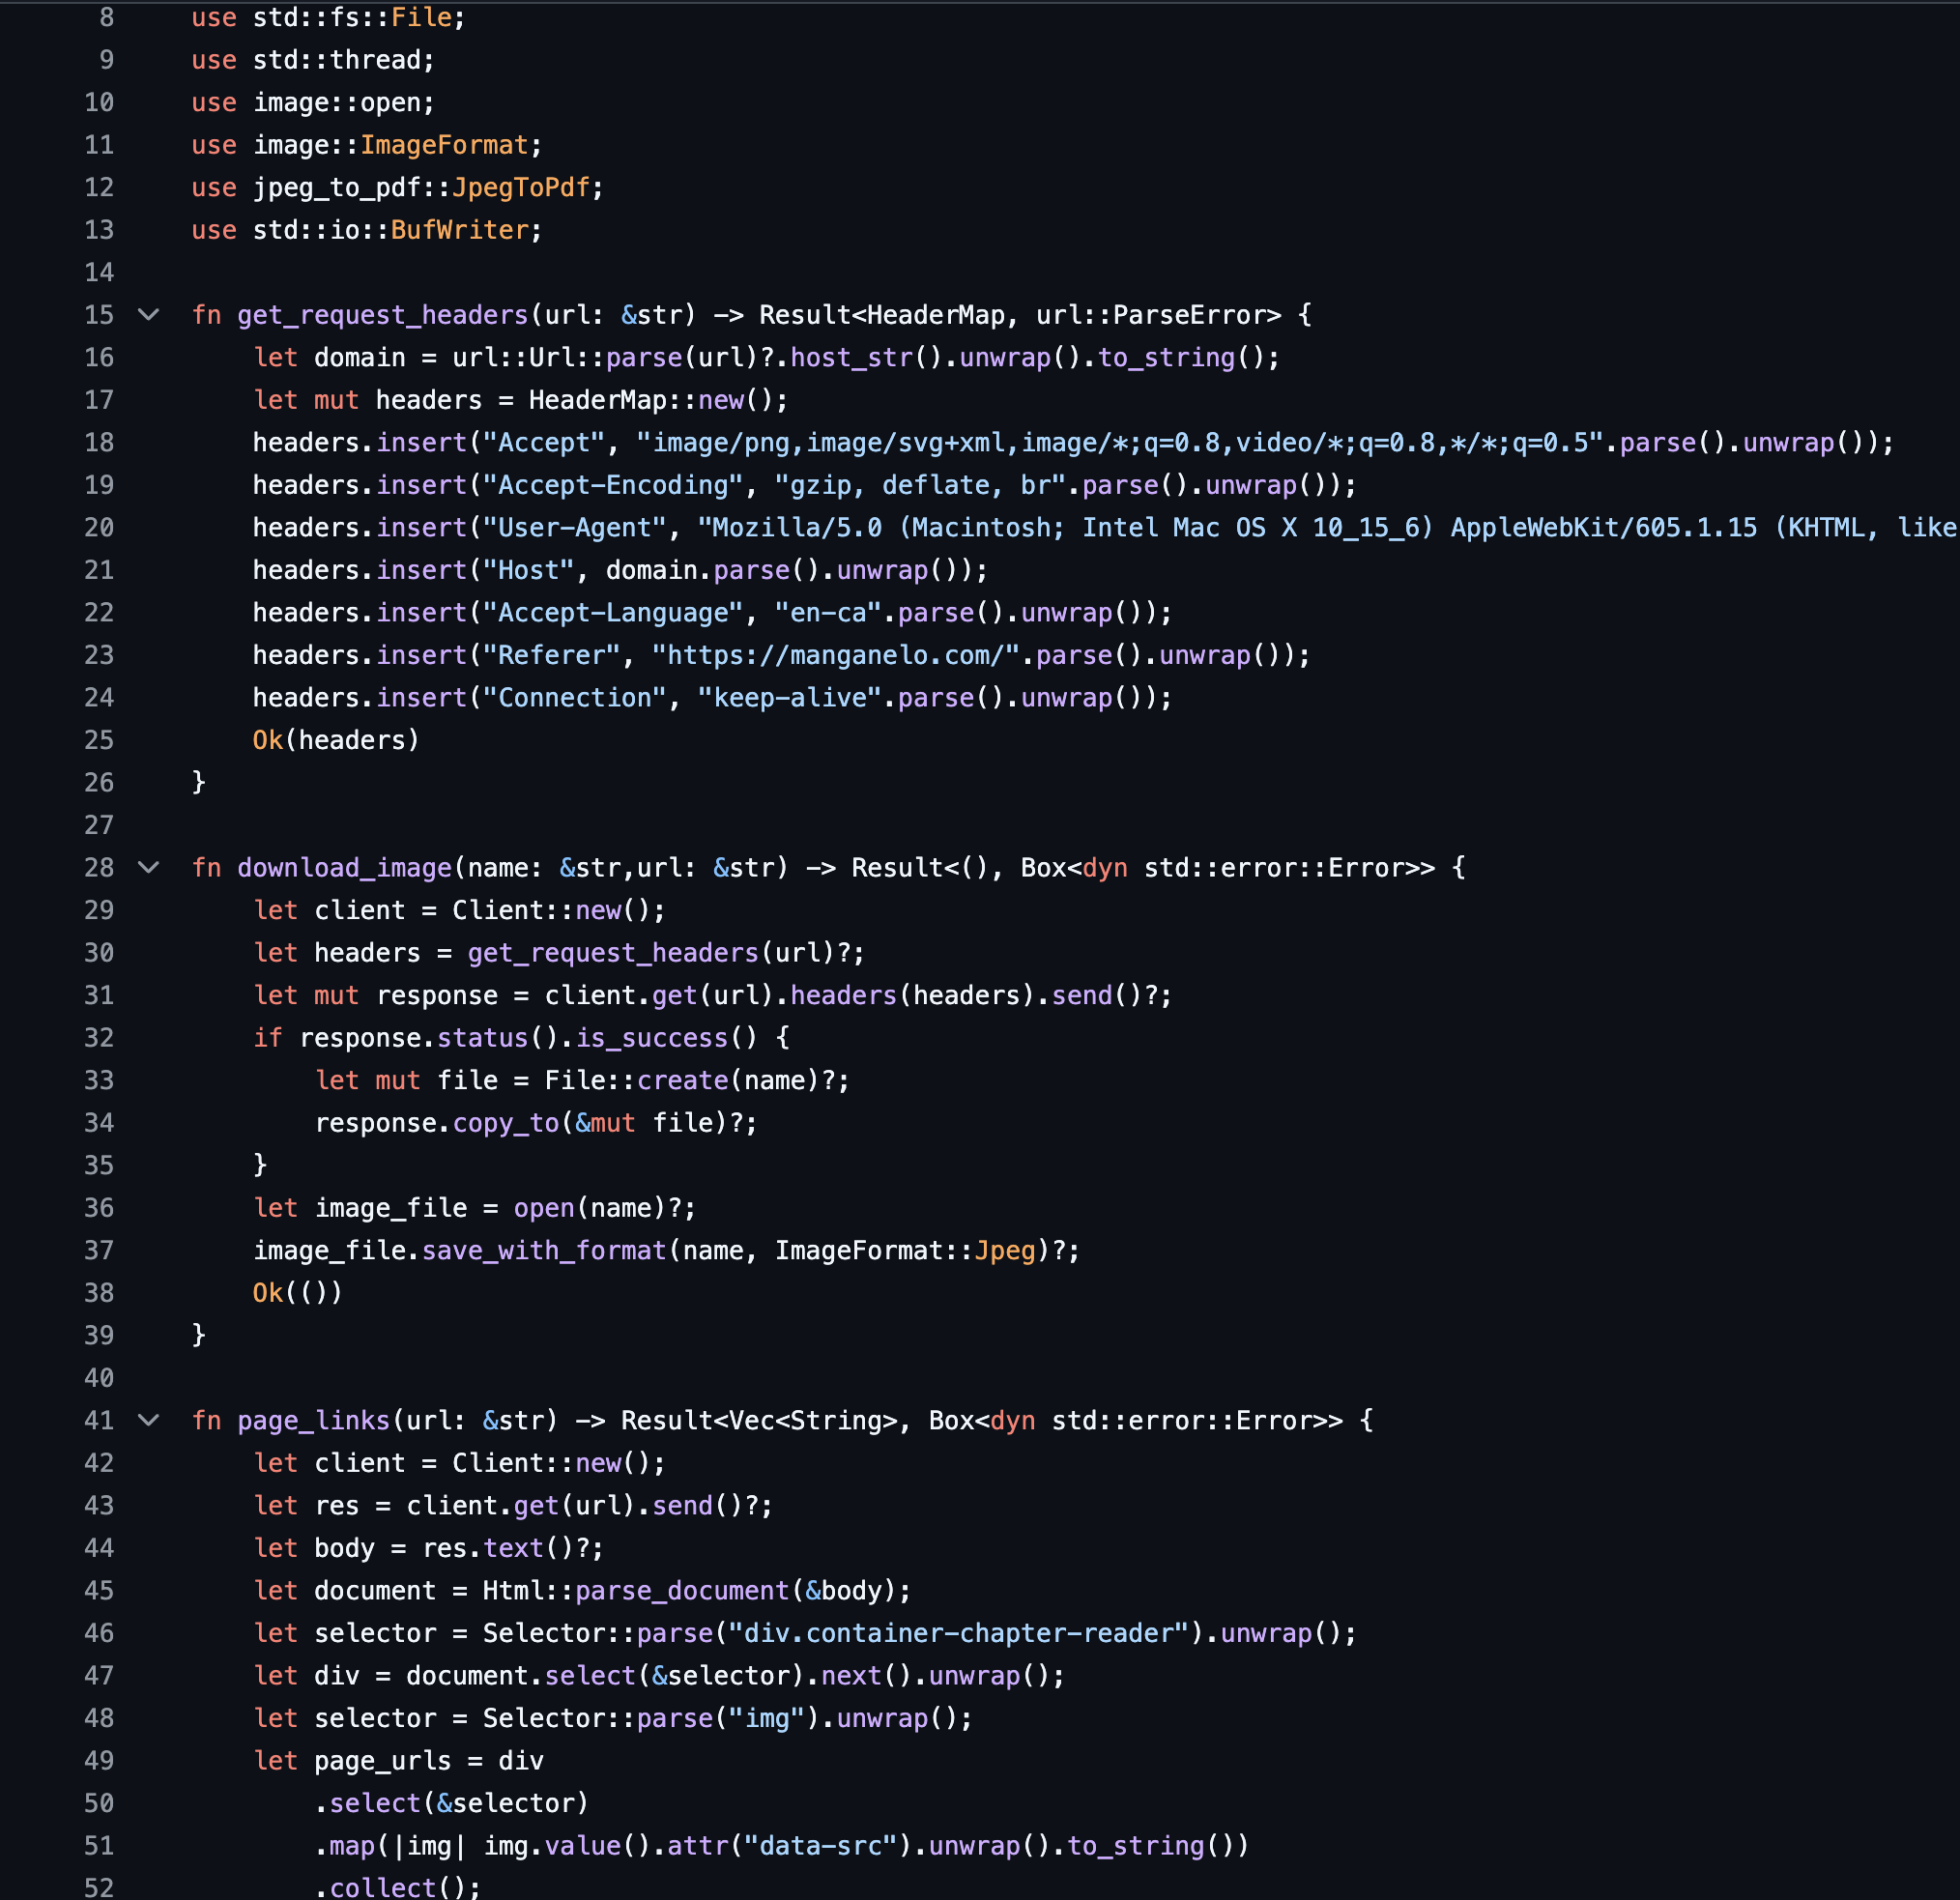 8 use std::fs::File;
9 use std::thread;
10 use image::open;
11 use image::ImageFormat;
12 use jpeg_to_pdf::JpegToPdf;
13 use std::io::BufWriter;
14
15 fn get_request_headers(url: &str) -> Result<HeaderMap, url::ParseError> {
16     let domain = url::Url::parse(url)?.host_str().unwrap().to_string();
17     let mut headers = HeaderMap::new();
18     headers.insert("Accept", "image/png,image/svg+xml,image/*;q=0.8,video/*;q=0.8,*/*;q=0.5".parse().unwrap());
19     headers.insert("Accept-Encoding", "gzip, deflate, br".parse().unwrap());
20     headers.insert("User-Agent", "Mozilla/5.0 (Macintosh; Intel Mac OS X 10_15_6) AppleWebKit/605.1.15 (KHTML, like
21     headers.insert("Host", domain.parse().unwrap());
22     headers.insert("Accept-Language", "en-ca".parse().unwrap());
23     headers.insert("Referer", "https://manganelo.com/".parse().unwrap());
24     headers.insert("Connection", "keep-alive".parse().unwrap());
25     Ok(headers)
26 }
27
28 fn download_image(name: &str,url: &str) -> Result<(), Box<dyn std::error::Error>> {
29     let client = Client::new();
30     let headers = get_request_headers(url)?;
31     let mut response = client.get(url).headers(headers).send()?;
32     if response.status().is_success() {
33         let mut file = File::create(name)?;
34         response.copy_to(&mut file)?;
35     }
36     let image_file = open(name)?;
37     image_file.save_with_format(name, ImageFormat::Jpeg)?;
38     Ok(())
39 }
40
41 fn page_links(url: &str) -> Result<Vec<String>, Box<dyn std::error::Error>> {
42     let client = Client::new();
43     let res = client.get(url).send()?;
44     let body = res.text()?;
45     let document = Html::parse_document(&body);
46     let selector = Selector::parse("div.container-chapter-reader").unwrap();
47     let div = document.select(&selector).next().unwrap();
48     let selector = Selector::parse("img").unwrap();
49     let page_urls = div
50         .select(&selector)
51         .map(|img| img.value().attr("data-src").unwrap().to_string())
52         .collect();